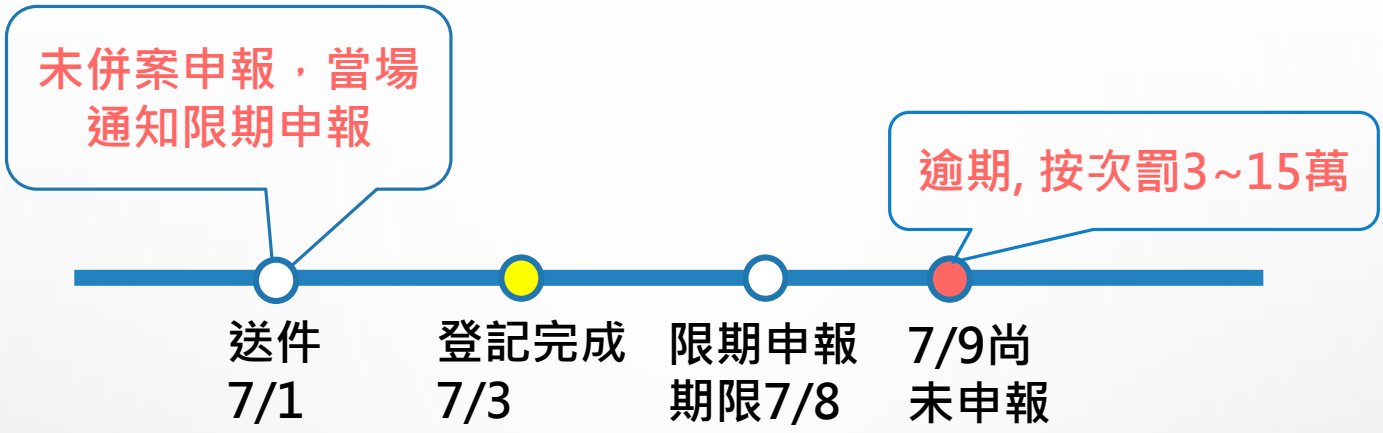 未併案申報，當場
通知限期申報
逾期, 按次罰3~15萬
送件
7/1
登記完成
7/3
限期申報
期限7/8
7/9尚
未申報